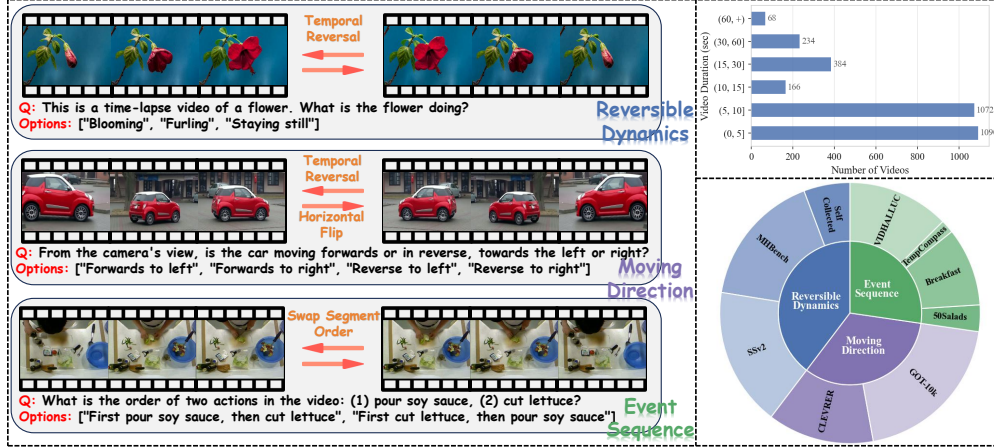 Temporal
Reversal
Q: This is a time-lapse video of a flower. What is the flower doing?
Options: ["Blooming", "Furling", "Staying still"]
Reversible
Dynamics
Temporal
Reversal
Horizontal
Flip
Q: From the camera's view, is the car moving forwards or in reverse, towards the left or right?
Options: ["Forwards to left", "Forwards to right", "Reverse to left", "Reverse to right"]
Moving
Direction
Swap Segment
Order
Q: What is the order of two actions in the video: (1) pour soy sauce, (2) cut lettuce?
Options: ["First pour soy sauce, then cut lettuce", "First cut lettuce, then pour soy sauce"]
Event
Sequence
Video Duration (sec)
(60, +) 68
(30, 60] 234
(15, 30] 384
(10, 15] 166
(5, 10] 1072
(0, 5]
0 200 400 600 800 1000
Number of Videos
Self
Collected
VIDHALLUC
TempCompass
MHBench
Breakfast
Reversible
Dynamics
Event
Sequence
50Salads
Moving
Direction
SSv2
GOT-10k
CLEVRER